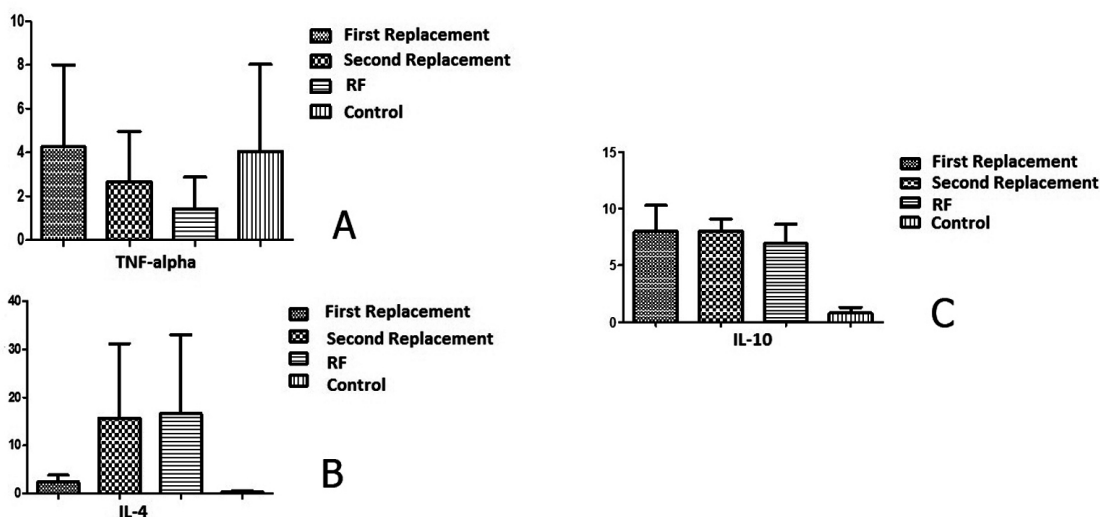 10
8
6
4
2
0
First Replacement
Second Replacement
RF
Control
TNF-alpha
A
40
30
20
10
0
First Replacement
Second Replacement
RF
Control
IL-4
B
15
10
5
0
First Replacement
Second Replacement
RF
Control
IL-10
C